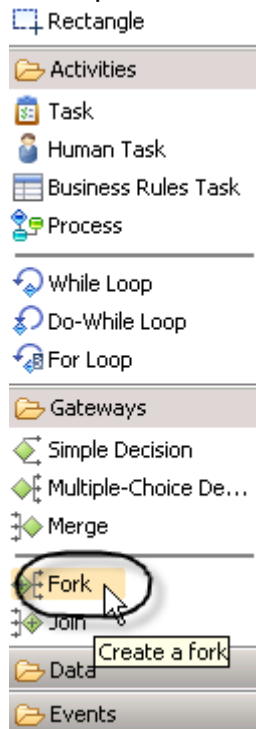 Rectangle
Activities
Task
Human Task
Business Rules Task
Process
While Loop
Do-While Loop
For Loop
Gateways
Simple Decision
Multiple-Choice De...
Merge
Fork
Join
Create a fork
Data
Events